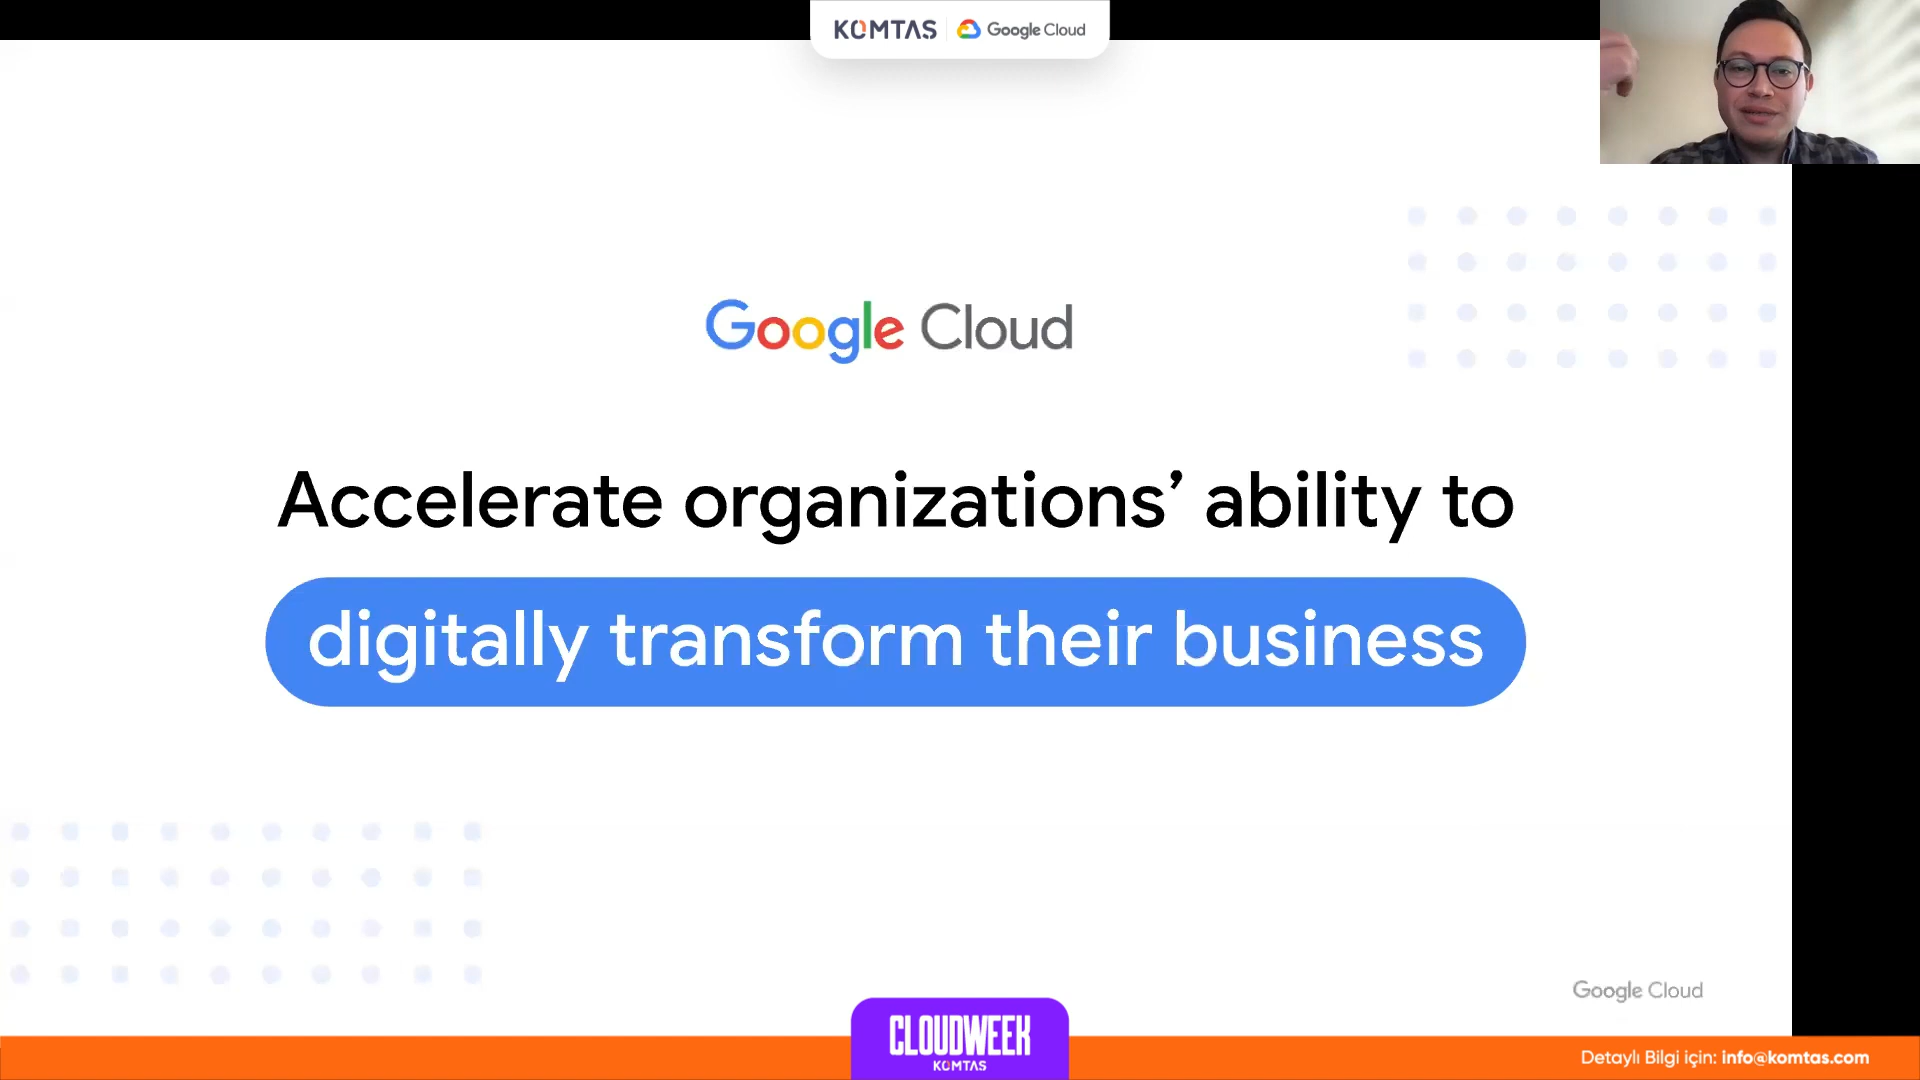 KOMTAS Google Cloud
Google Cloud
Accelerate organizations’ ability to
digitally transform their business
Google Cloud
CLOUDWEEK
KOMTAS
Detaylı Bilgi için: info@komtas.com